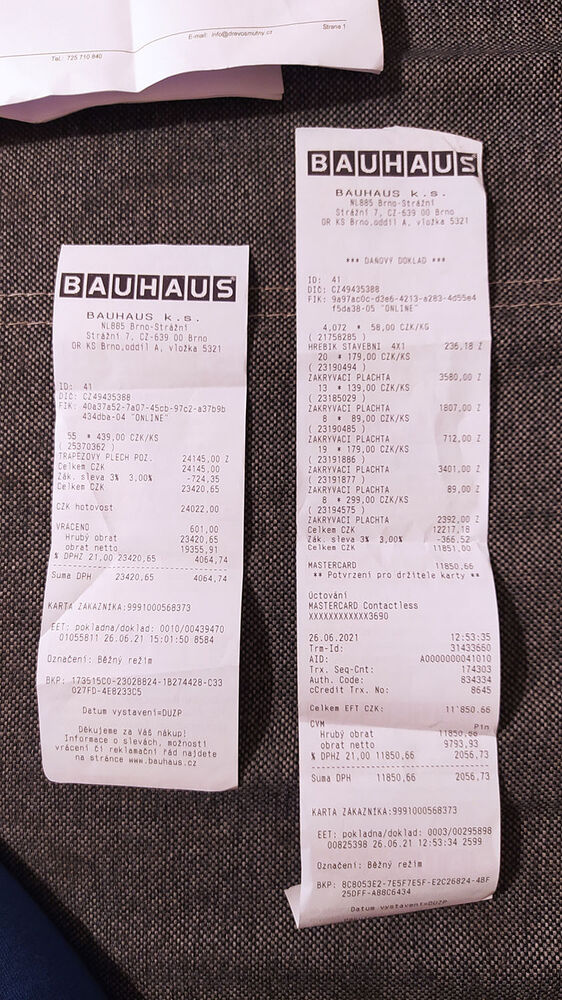 E-mail: info@drevosmutny.cz
Strana 1
Tel.: 725 710 840
BAUHAUS
BAUHAUS k.s.
NL885 Brno-Strážní
Strážní 7, CZ-639 00 Brno
OR KS Brno,oddíl A, vložka 5321
ID: 41
DIČ: CZ49435388
FIK: 40a37a52-7a07-45cb-97c2-a37b9b
434dba-04 "ONLINE"
55 * 439,00 CZK/KS
( 25370362 )
TRAPÉZOVÝ PLECH POZ. 24145,00 Z
Celkem CZK 24145,00
Zák. sleva 3% 3,00% -724,35
Celkem CZK 23420,65
CZK hotovost 24022,00
VRÁCENO 601,00
Hrubý obrat 23420,65
obrat netto 19355,91
% DPHZ 21,00 23420,65 4064,74
Suma DPH 23420,65 4064,74
KARTA ZÁKAZNÍKA:9991000568373
EET: pokladna/doklad: 0010/00439470
01055811 26.06.21 15:01:50 8584
Označení: Běžný režim
BKP: 173515C0-23028824-1B274428-C33
027FD-4E8233C5
Datum vystavení=DUZP
Děkujeme za Váš nákup!
Informace o slevách, možnosti
vrácení či reklamační řád najdete
na stránce www.bauhaus.cz
BAUHAUS
BAUHAUS k.s.
NL885 Brno-Strážní
Strážní 7, CZ-639 00 Brno
OR KS Brno,oddíl A, vložka 5321
*** DAŇOVÝ DOKLAD ***
ID: 41
DIČ: CZ49435388
FIK: 9a97ac0c-d3e6-4213-a283-4d55e4
f5da38-05 "ONLINE"
4,072 * 58,00 CZK/KG
( 21758285 )
HŘEBÍK STAVEBNÍ 4X1 236,18 Z
20 * 179,00 CZK/KS
( 23190494 )
ZAKRÝVACÍ PLACHTA 3580,00 Z
13 * 139,00 CZK/KS
( 23185029 )
ZAKRÝVACÍ PLACHTA 1807,00 Z
8 * 89,00 CZK/KS
( 23190485 )
ZAKRÝVACÍ PLACHTA 712,00 Z
19 * 179,00 CZK/KS
( 23191886 )
ZAKRÝVACÍ PLACHTA 3401,00 Z
( 23191877 )
ZAKRÝVACÍ PLACHTA 89,00 Z
8 * 299,00 CZK/KS
( 23194575 )
ZAKRÝVACÍ PLACHTA 2392,00 Z
Celkem CZK 12217,18
Zák. sleva 3% 3,00% -366,52
Celkem CZK 11851,00
MASTERCARD 11850,66
** Potvrzení pro držitele karty **
Účtování
MASTERCARD Contactless
XXXXXXXXXXXX3690
26.06.2021 12:53:35
Trm-Id: 31433660
AID: A0000000041010
Trx. Seq-Cnt: 174303
Auth. Code: 834334
cCredit Trx. No: 8645
Celkem EFT CZK: 11'850.66
CVM Pin
Hrubý obrat 11850,66
obrat netto 9793,93
% DPHZ 21,00 11850,66 2056,73
Suma DPH 11850,66 2056,73
KARTA ZÁKAZNÍKA:9991000568373
EET: pokladna/doklad: 0003/00295898
00825398 26.06.21 12:53:34 2599
Označení: Běžný režim
BKP: 8C8053E2-7E5F7E5F-E2C26824-48F
25DFF-A88C6434
Datum vystavení=DUZP